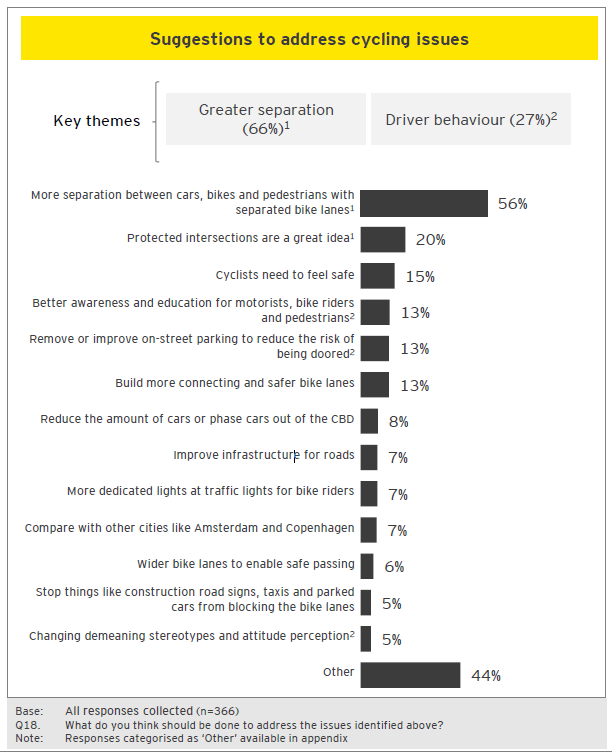 Suggestions to address cycling issues
Key themes
Greater separation
(66%)¹
Driver behaviour (27%)²
More separation between cars, bikes and pedestrians with
separated bike lanes¹
56%
Protected intersections are a great idea¹
20%
Cyclists need to feel safe
15%
Better awareness and education for motorists, bike riders
and pedestrians²
13%
Remove or improve on-street parking to reduce the risk of
being doored²
13%
Build more connecting and safer bike lanes
13%
Reduce the amount of cars or phase cars out of the CBD
8%
Improve infrastructure for roads
7%
More dedicated lights at traffic lights for bike riders
7%
Compare with other cities like Amsterdam and Copenhagen
7%
Wider bike lanes to enable safe passing
6%
Stop things like construction road signs, taxis and parked
cars from blocking the bike lanes
5%
Changing demeaning stereotypes and attitude perception²
5%
Other
44%
Base: All responses collected (n=366)
Q18. What do you think should be done to address the issues identified above?
Note: Responses categorised as 'Other' available in appendix